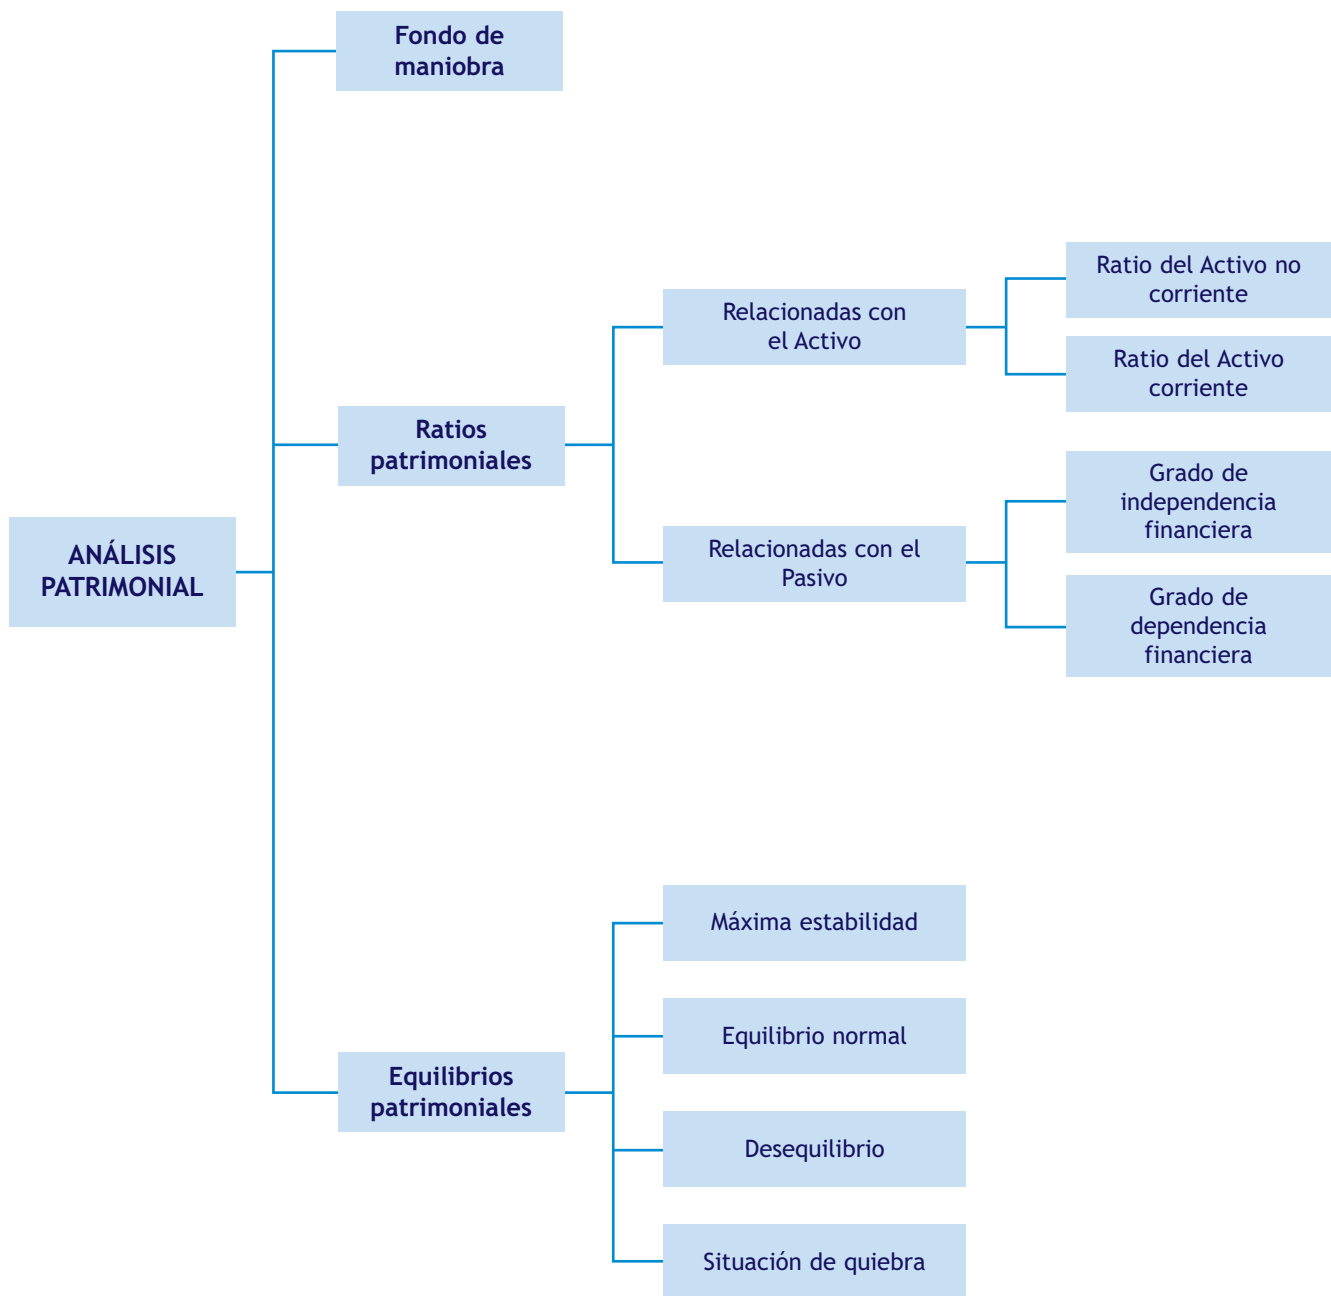 Fondo de
maniobra
Ratio del Activo no
corriente
Relacionadas con
el Activo
Ratio del Activo
corriente
Ratios
patrimoniales
Grado de
independencia
financiera
ANÁLISIS
PATRIMONIAL
Relacionadas con el
Pasivo
Grado de
dependencia
financiera
Máxima estabilidad
Equilibrio normal
Equilibrios
patrimoniales
Desequilibrio
Situación de quiebra